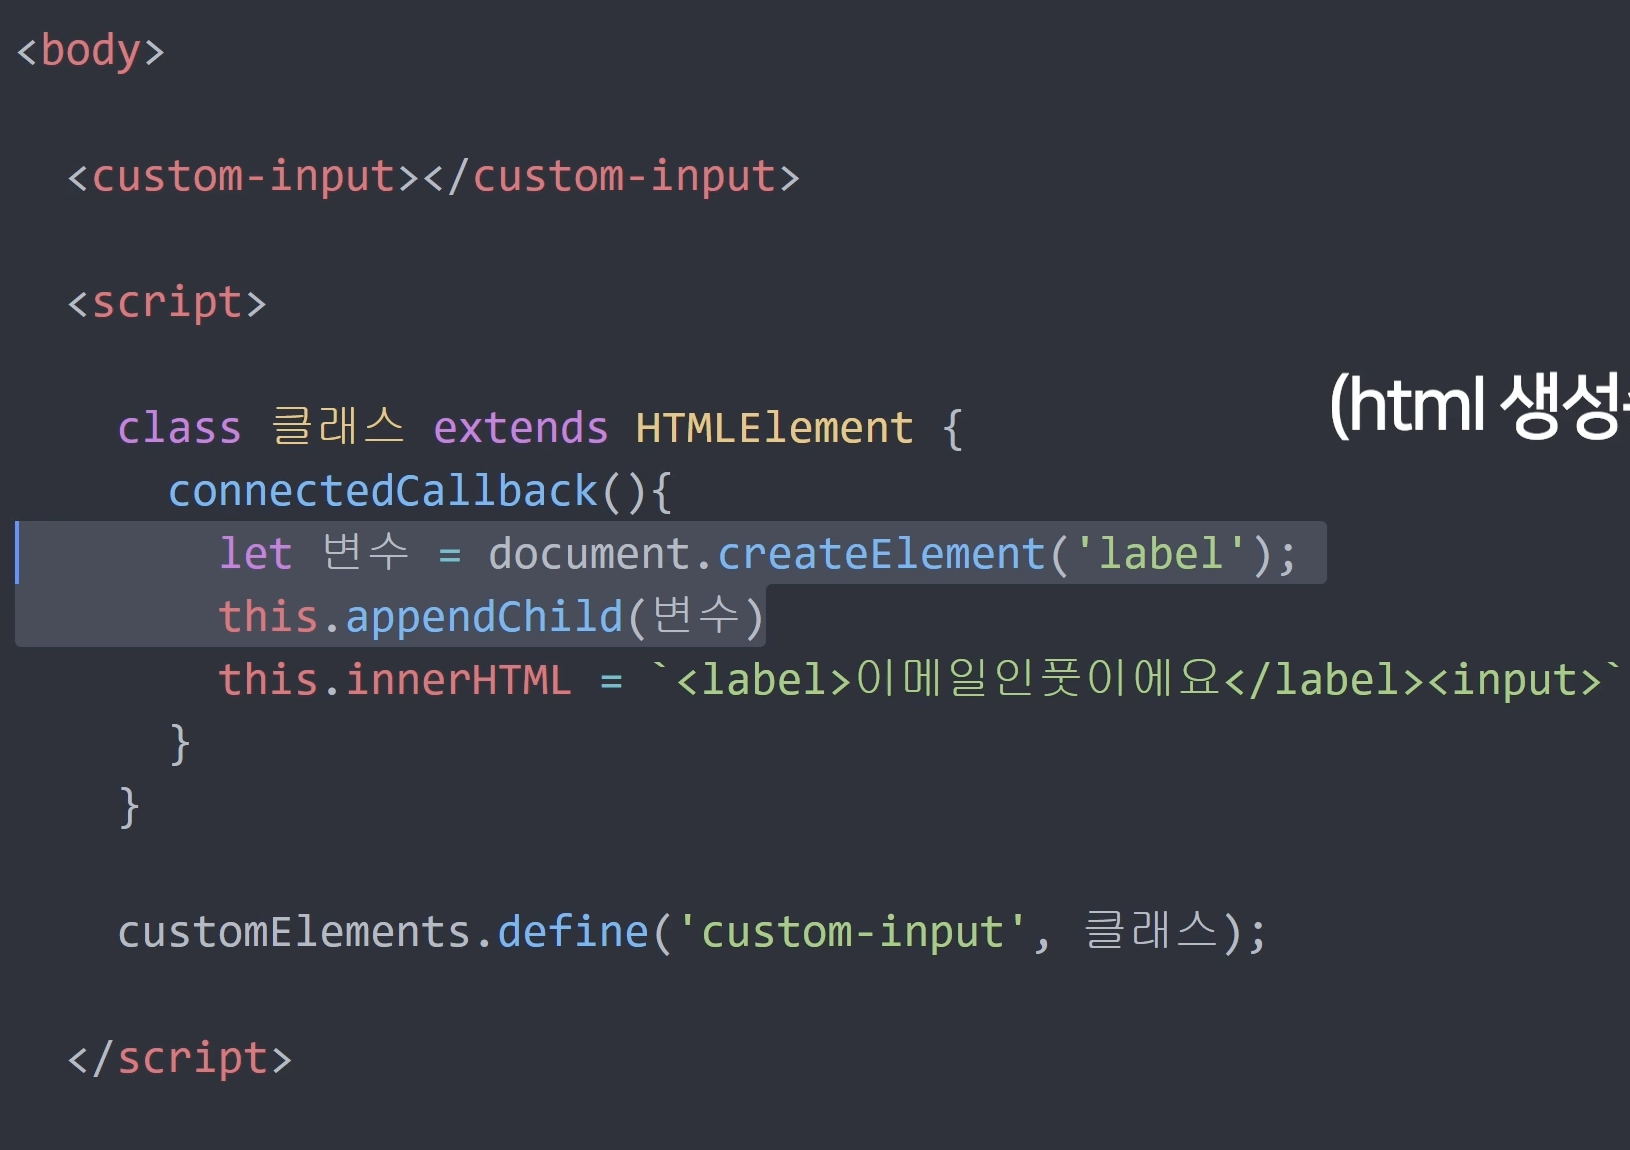 <body>
<custom-input></custom-input>
<script>
(html 생성
class 클래스 extends HTMLElement {
connectedCallback(){
let 변수 = document.createElement('label');
this.appendChild(변수)
this.innerHTML = `<label>이메일인풋이에요</label><input>`
}
}
customElements.define('custom-input', 클래스);
</script>